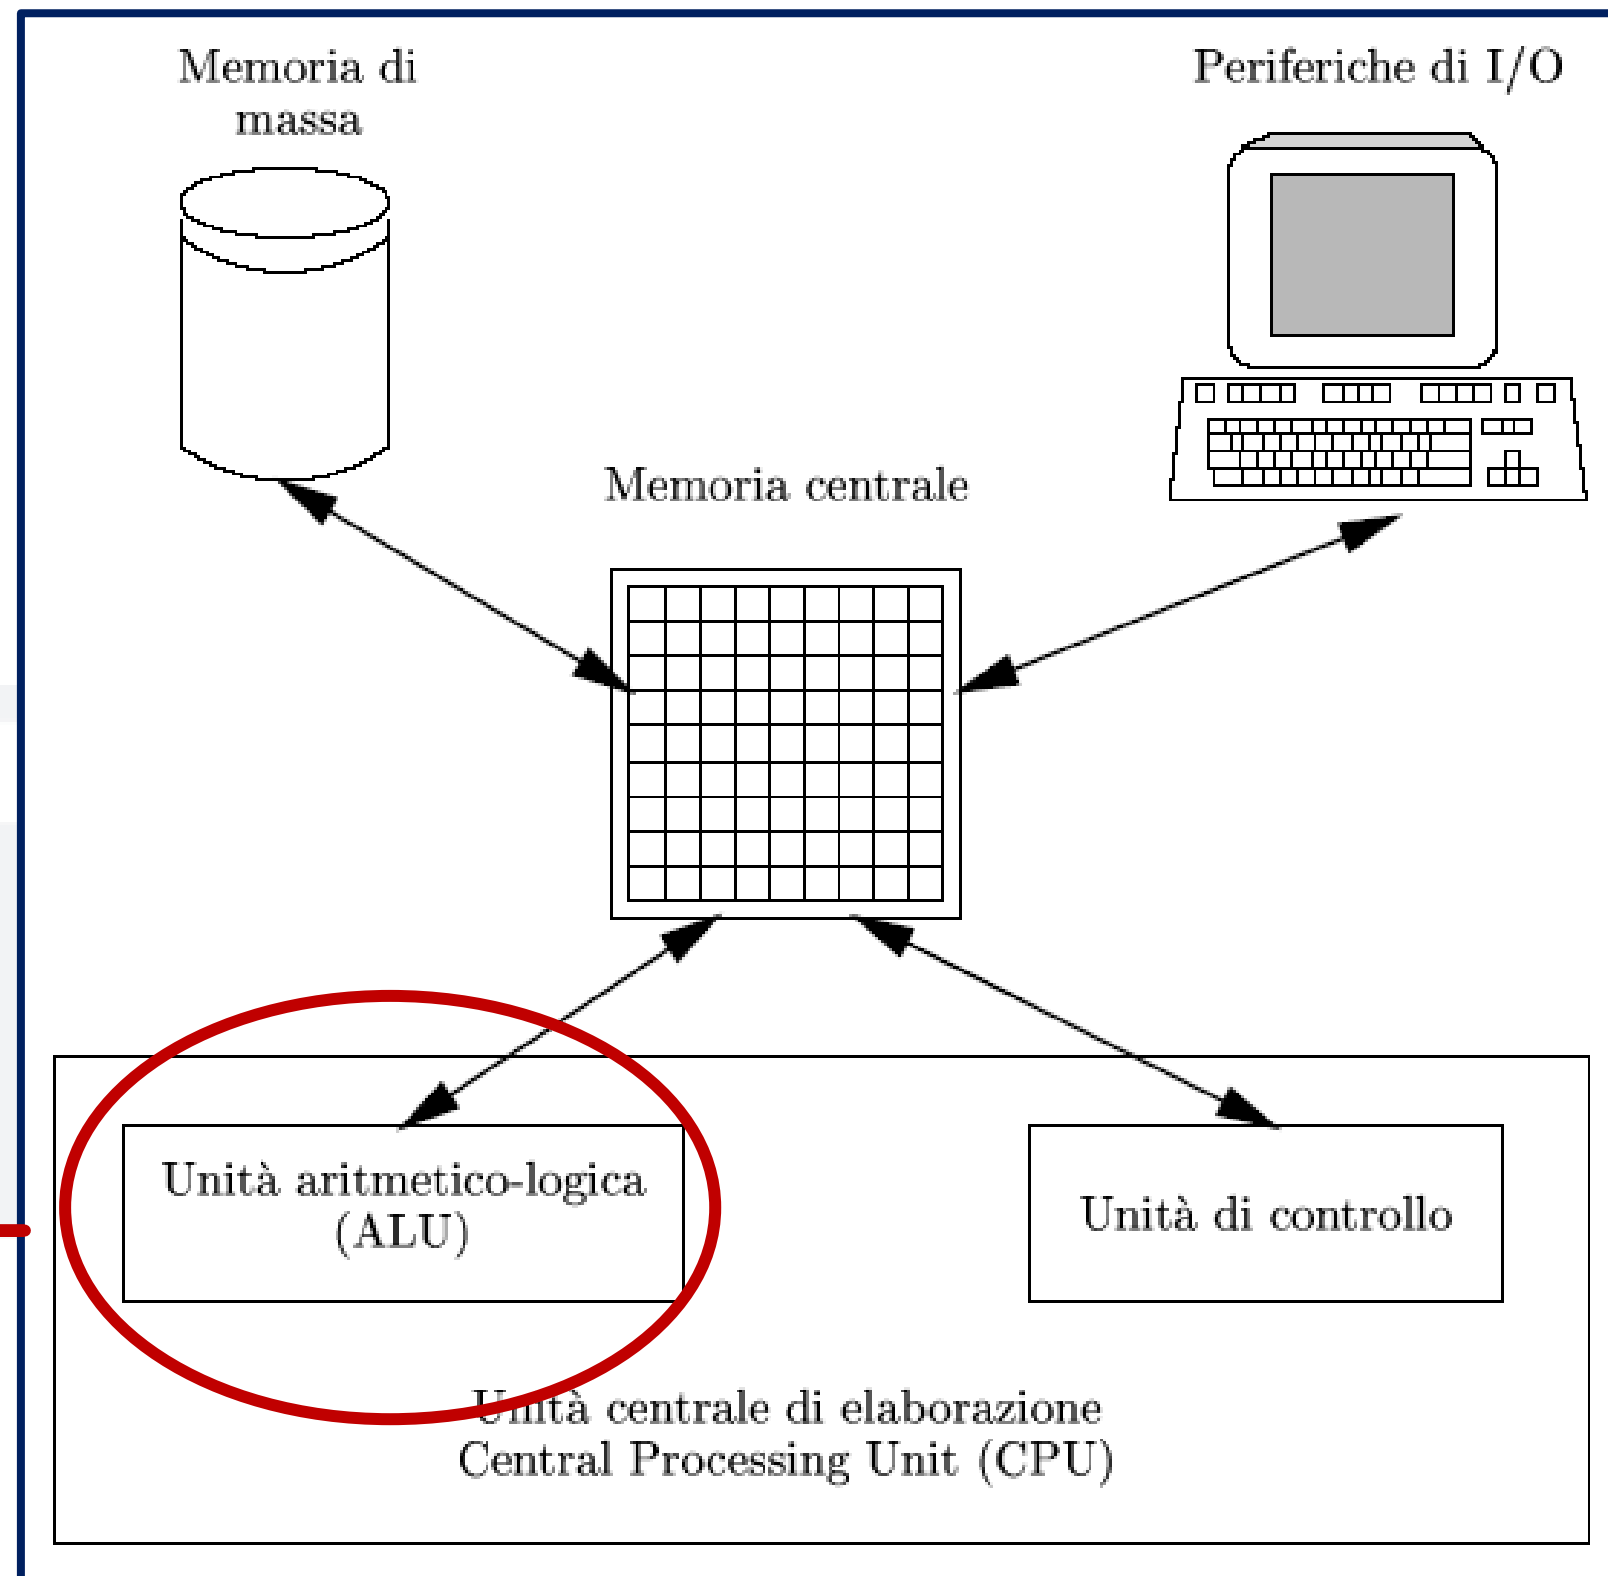 Memoria di
massa
Periferiche di I/O
Memoria centrale
Unità aritmetico-logica
(ALU)
Unità di controllo
Unità centrale di elaborazione
Central Processing Unit (CPU)